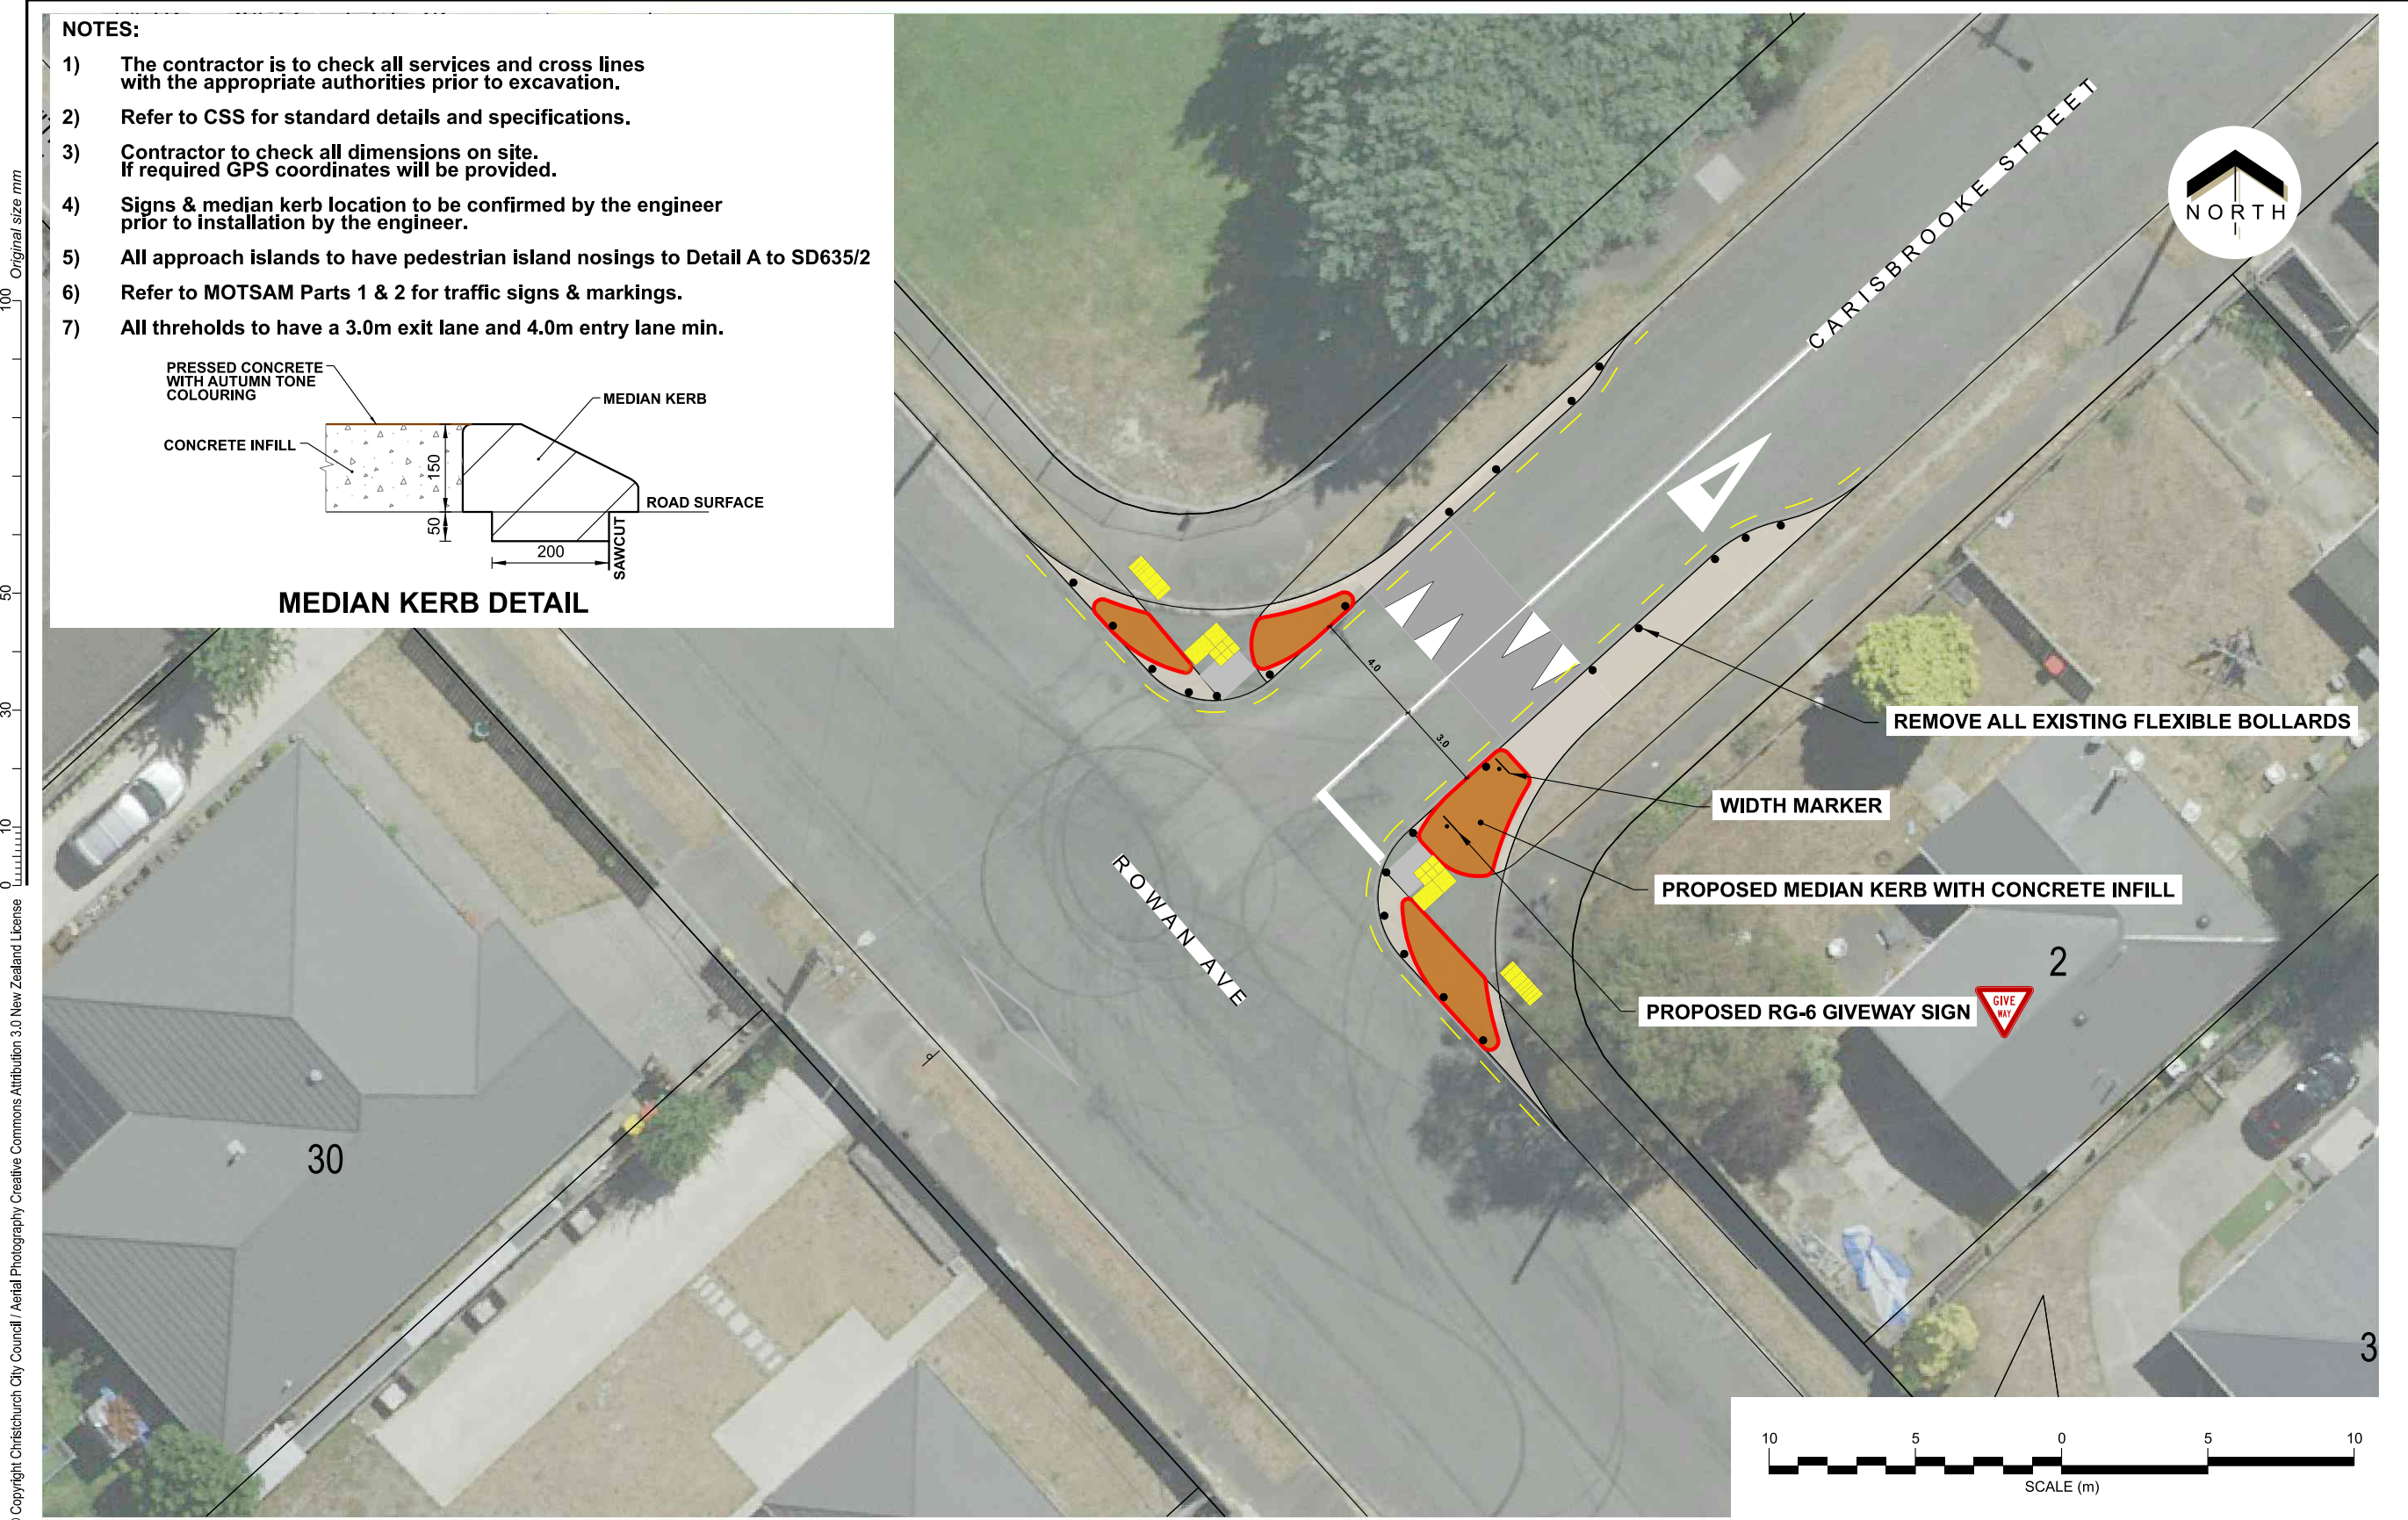 NOTES:
1) The contractor is to check all services and cross lines
with the appropriate authorities prior to excavation.
2) Refer to CSS for standard details and specifications.
3) Contractor to check all dimensions on site.
If required GPS coordinates will be provided.
4) Signs & median kerb location to be confirmed by the engineer
prior to installation by the engineer.
5) All approach islands to have pedestrian island nosings to Detail A to SD635/2
6) Refer to MOTSAM Parts 1 & 2 for traffic signs & markings.
7) All threholds to have a 3.0m exit lane and 4.0m entry lane min.
PRESSED CONCRETE
WITH AUTUMN TONE
COLOURING
CONCRETE INFILL
MEDIAN KERB
150
50
200
SAWCUT
ROAD SURFACE
MEDIAN KERB DETAIL
CARISBROOKE STREET
NORTH
4.0
3.0
REMOVE ALL EXISTING FLEXIBLE BOLLARDS
WIDTH MARKER
PROPOSED MEDIAN KERB WITH CONCRETE INFILL
PROPOSED RG-6 GIVEWAY SIGN
GIVE
WAY
ROWAN AVE
2
30
3
10 5 0 5 10
SCALE (m)
0 10 30 50 100 Original size mm
Copyright Christchurch City Council / Aerial Photography Creative Commons Attribution 3.0 New Zealand License